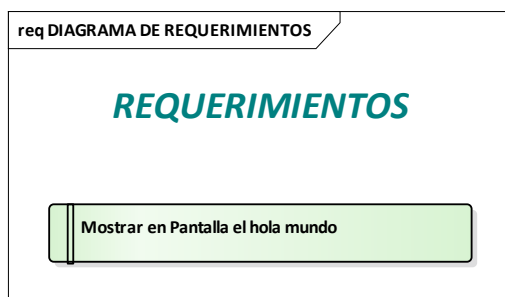 req DIAGRAMA DE REQUERIMIENTOS
REQUERIMIENTOS
Mostrar en Pantalla el hola mundo